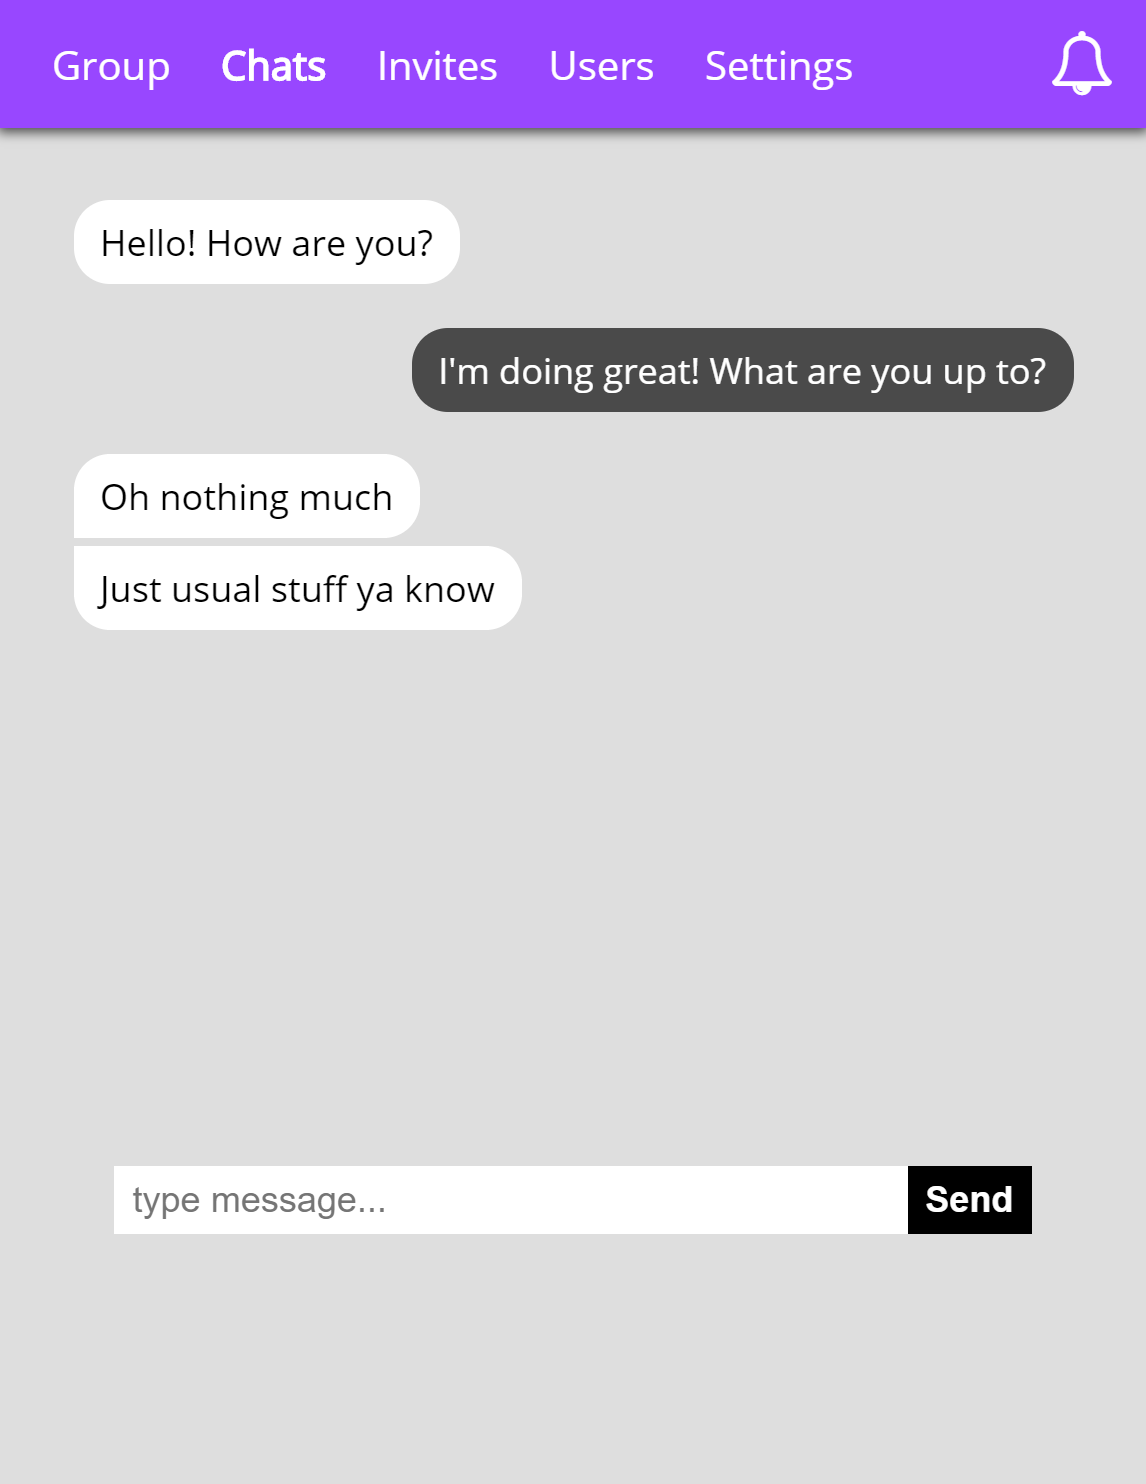 Group Chats Invites Users Settings
Hello! How are you?
I'm doing great! What are you up to?
Oh nothing much
Just usual stuff ya know
type message... Send